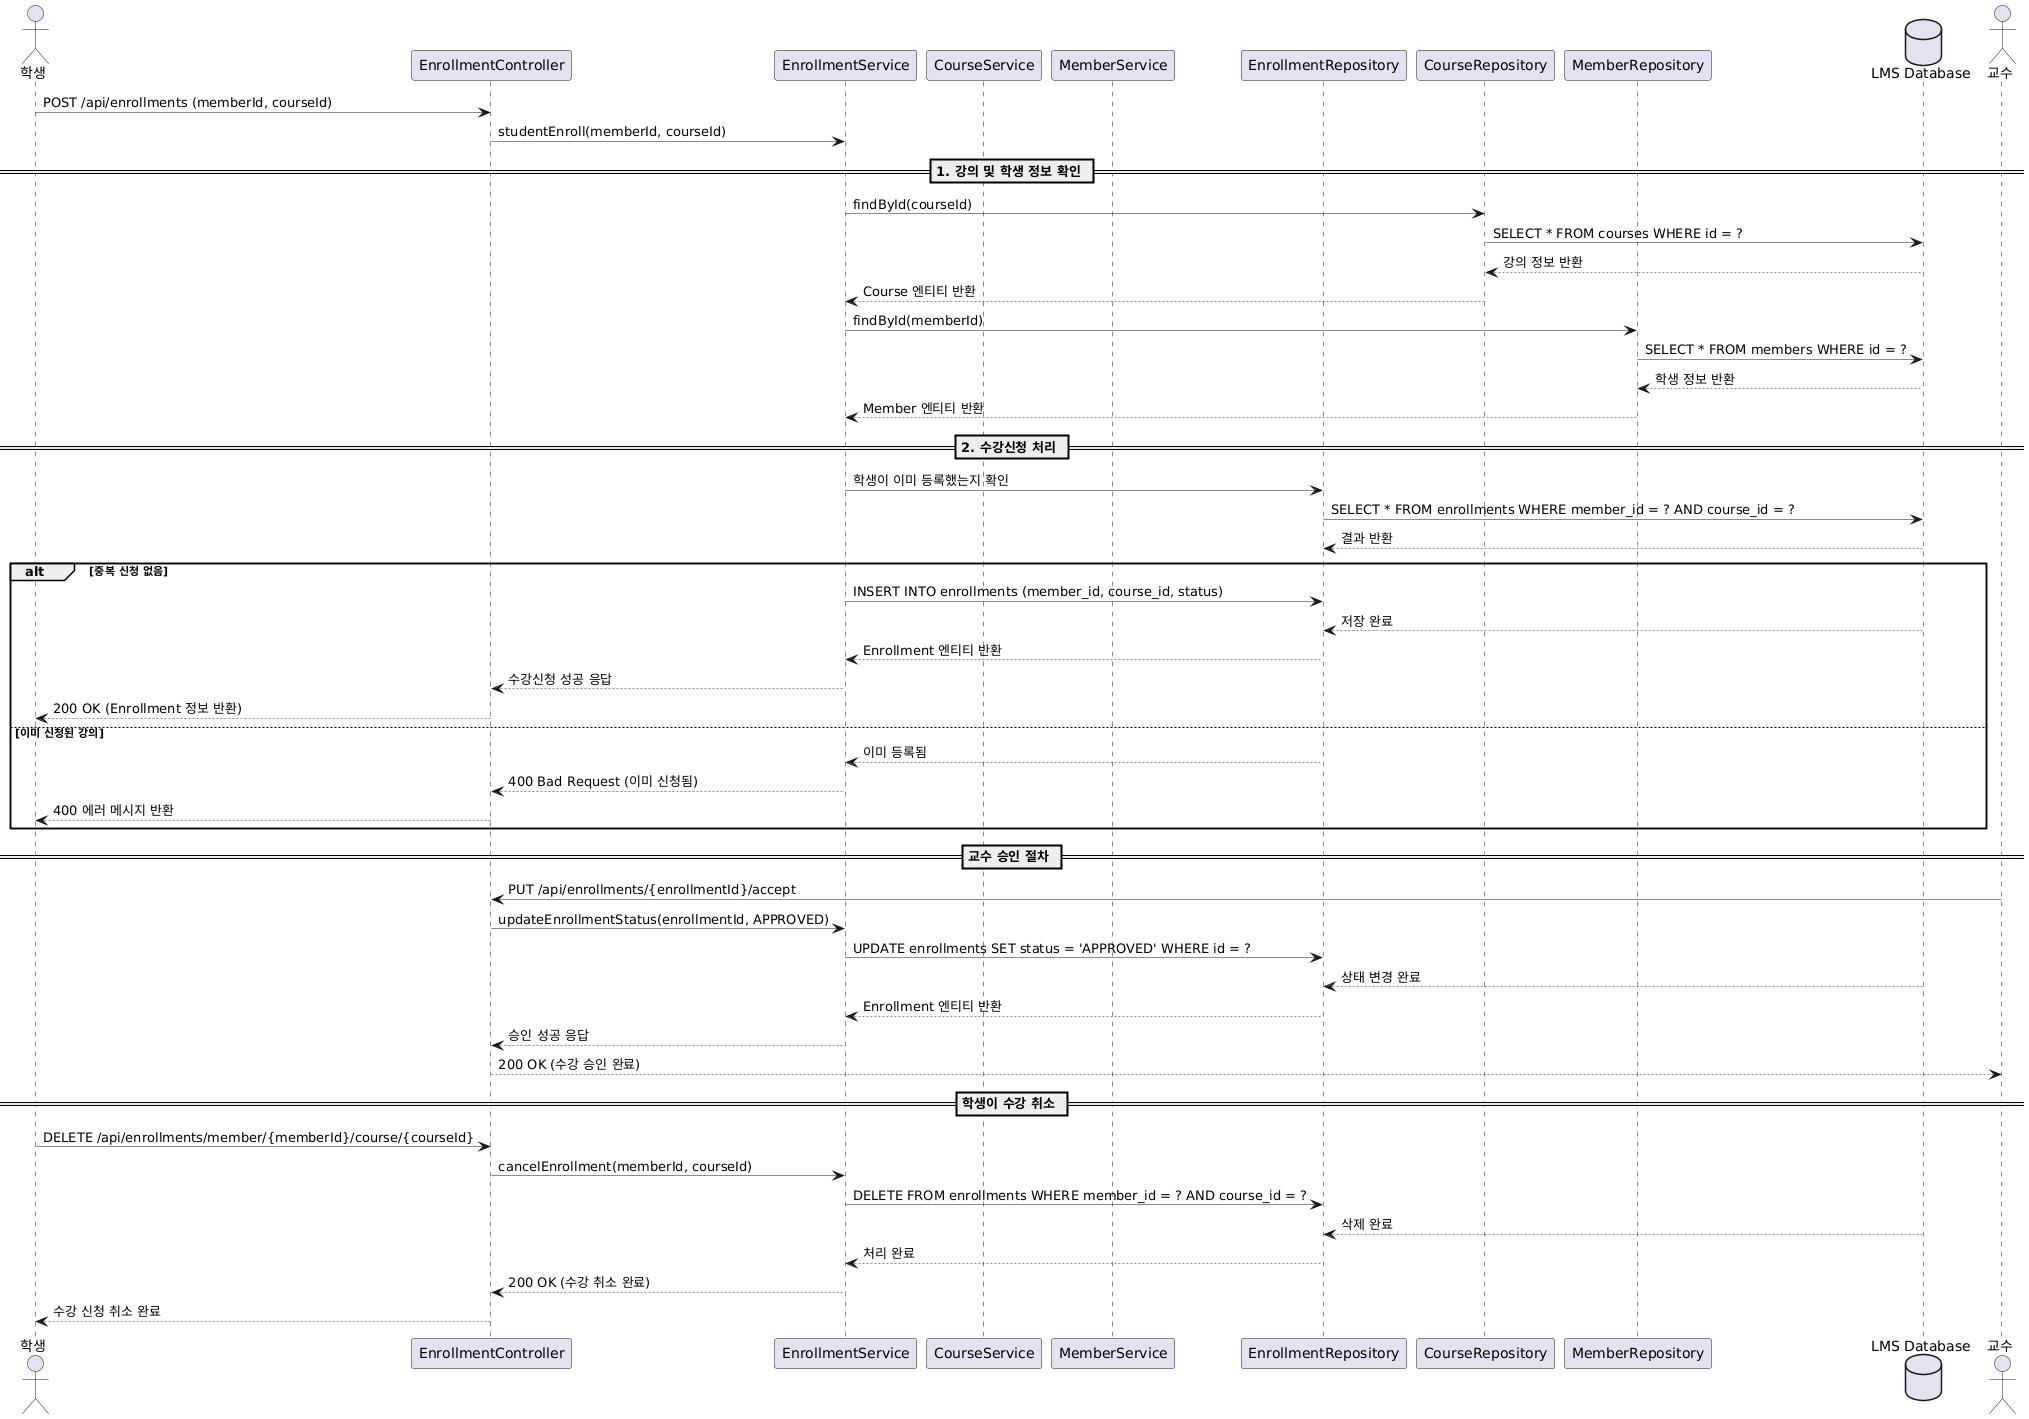 학생
EnrollmentController
EnrollmentService
CourseService
MemberService
EnrollmentRepository
CourseRepository
MemberRepository
LMS Database
교수
POST /api/enrollments (memberId, courseId)
studentEnroll(memberId, courseId)
1. 강의 및 학생 정보 확인
findById(courseId)
SELECT * FROM courses WHERE id = ?
강의 정보 반환
Course 엔티티 반환
findById(memberId)
SELECT * FROM members WHERE id = ?
학생 정보 반환
Member 엔티티 반환
2. 수강신청 처리
학생이 이미 등록했는지 확인
SELECT * FROM enrollments WHERE member_id = ? AND course_id = ?
결과 반환
alt [중복 신청 없음]
INSERT INTO enrollments (member_id, course_id, status)
저장 완료
Enrollment 엔티티 반환
수강신청 성공 응답
200 OK (Enrollment 정보 반환)
[이미 신청된 강의]
이미 등록됨
400 Bad Request (이미 신청됨)
400 에러 메시지 반환
교수 승인 절차
PUT /api/enrollments/{enrollmentId}/accept
updateEnrollmentStatus(enrollmentId, APPROVED)
UPDATE enrollments SET status = 'APPROVED' WHERE id = ?
상태 변경 완료
Enrollment 엔티티 반환
승인 성공 응답
200 OK (수강 승인 완료)
학생이 수강 취소
DELETE /api/enrollments/member/{memberId}/course/{courseId}
cancelEnrollment(memberId, courseId)
DELETE FROM enrollments WHERE member_id = ? AND course_id = ?
삭제 완료
처리 완료
200 OK (수강 취소 완료)
수강 신청 취소 완료
학생
EnrollmentController
EnrollmentService
CourseService
MemberService
EnrollmentRepository
CourseRepository
MemberRepository
LMS Database
교수